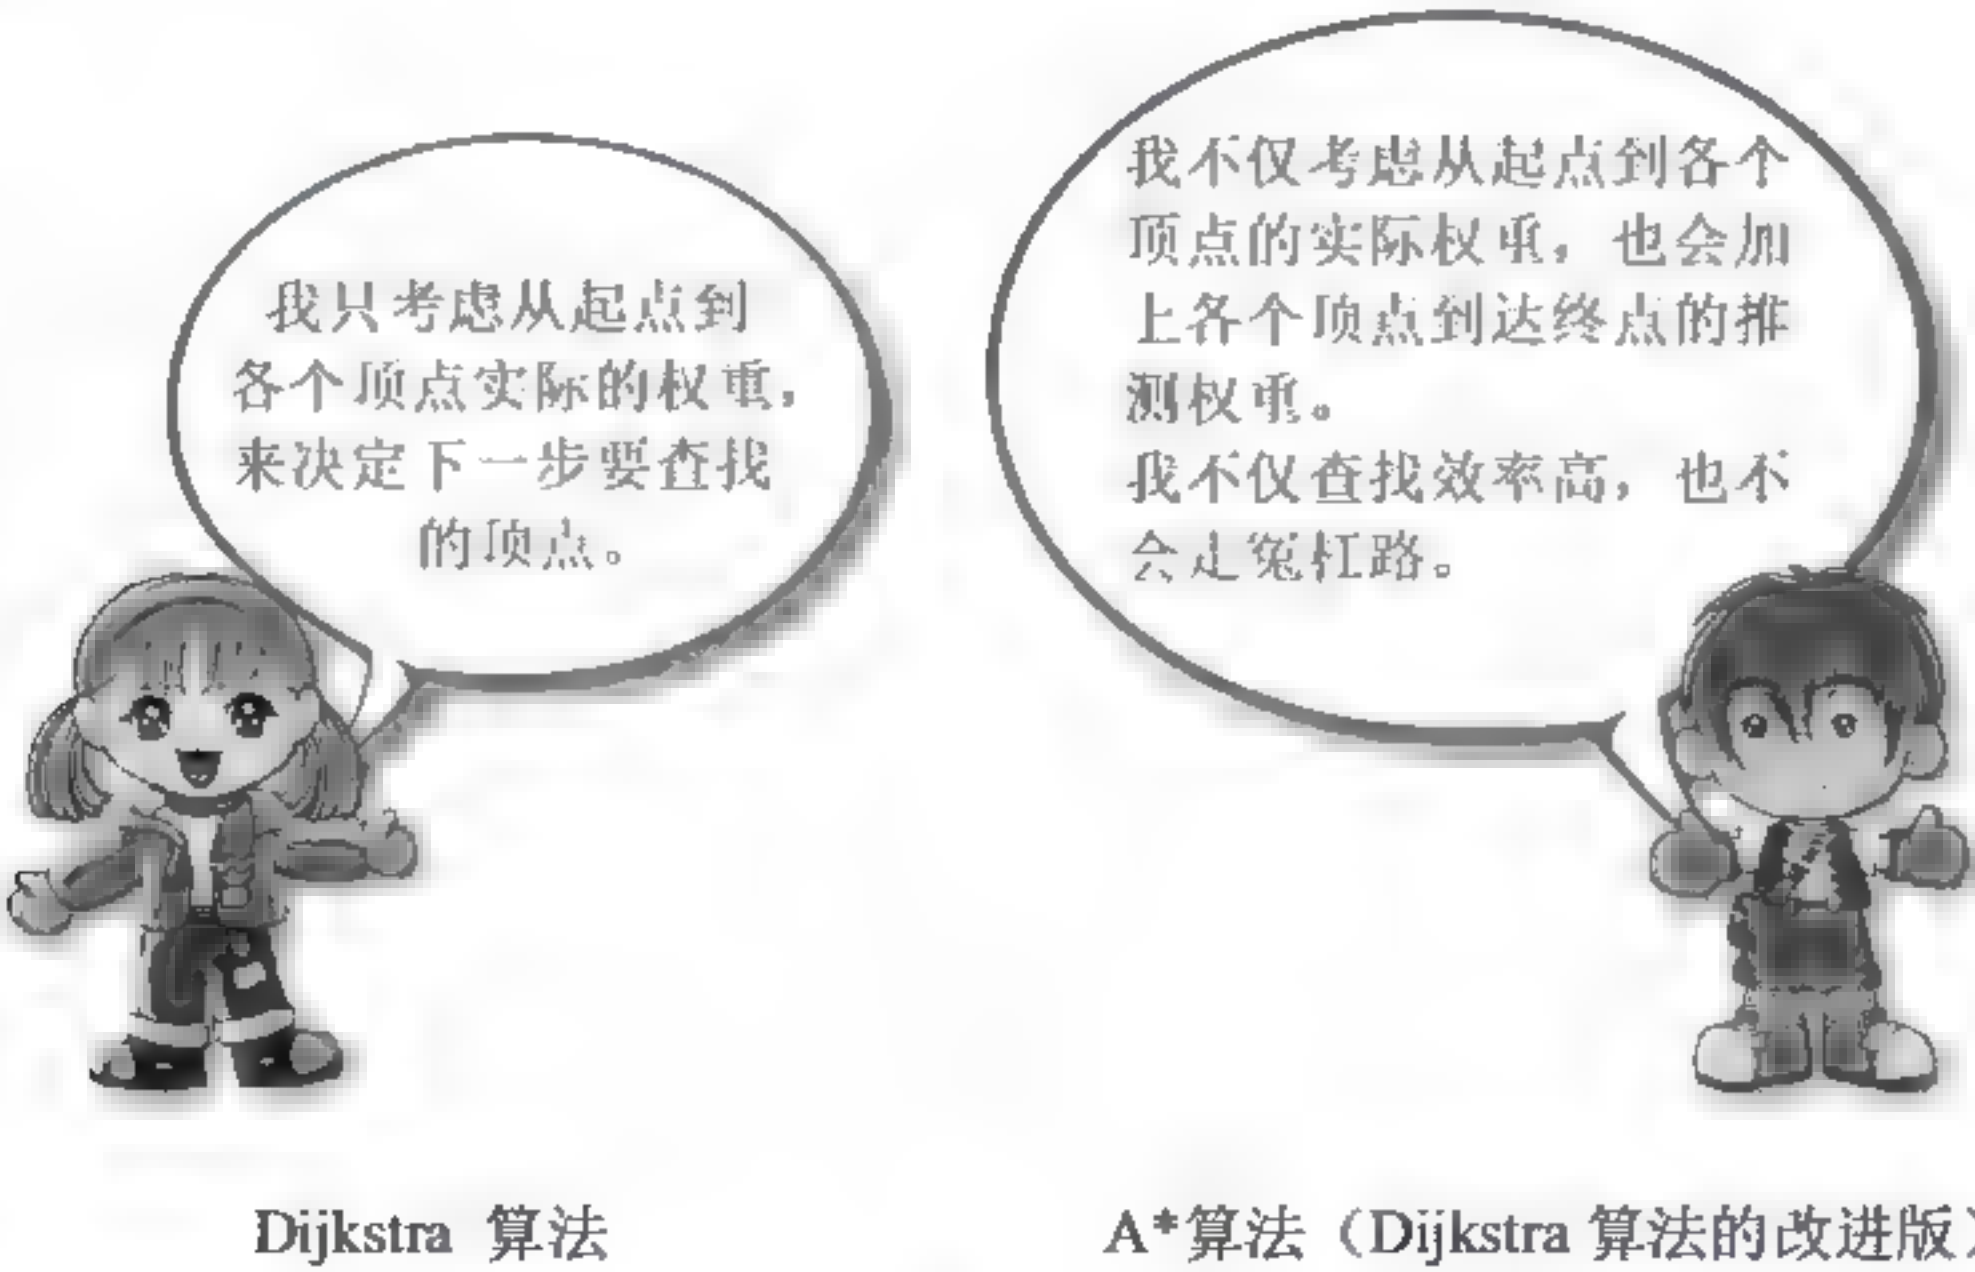 我只考虑从起点到
各个顶点实际的权重，
来决定下一步要查找
的顶点。
我不仅考虑从起点到各个
顶点的实际权重，也会加
上各个顶点到达终点的推
测权重。
我不仅查找效率高，也不
会走冤枉路。
Dijkstra 算法
A*算法（Dijkstra 算法的改进版）